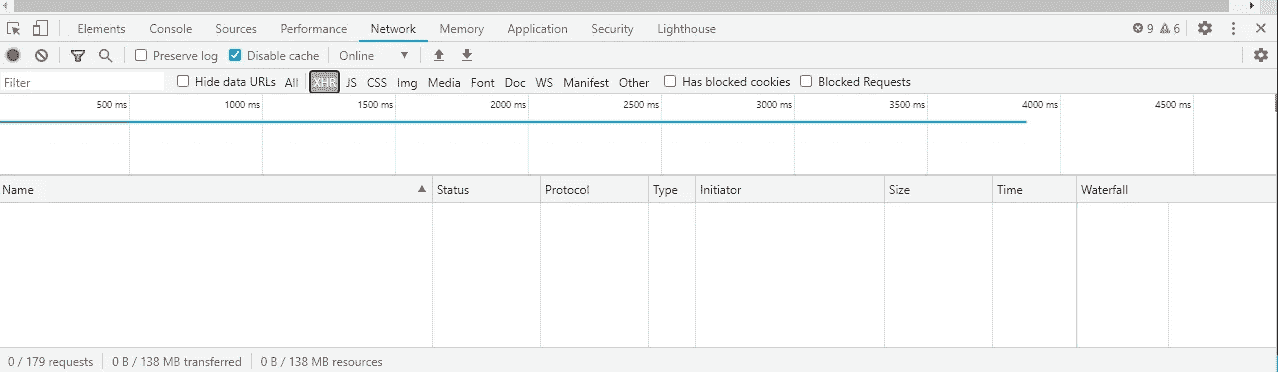 Elements Console Sources Performance Network Memory Application Security Lighthouse 9 6
Preserve log Disable cache Online
Filter Hide data URLs All XHR JS CSS Img Media Font Doc WS Manifest Other Has blocked cookies Blocked Requests
500 ms 1000 ms 1500 ms 2000 ms 2500 ms 3000 ms 3500 ms 4000 ms 4500 ms
Name Status Protocol Type Initiator Size Time Waterfall
0 / 179 requests 0 B / 138 MB transferred 0 B / 138 MB resources